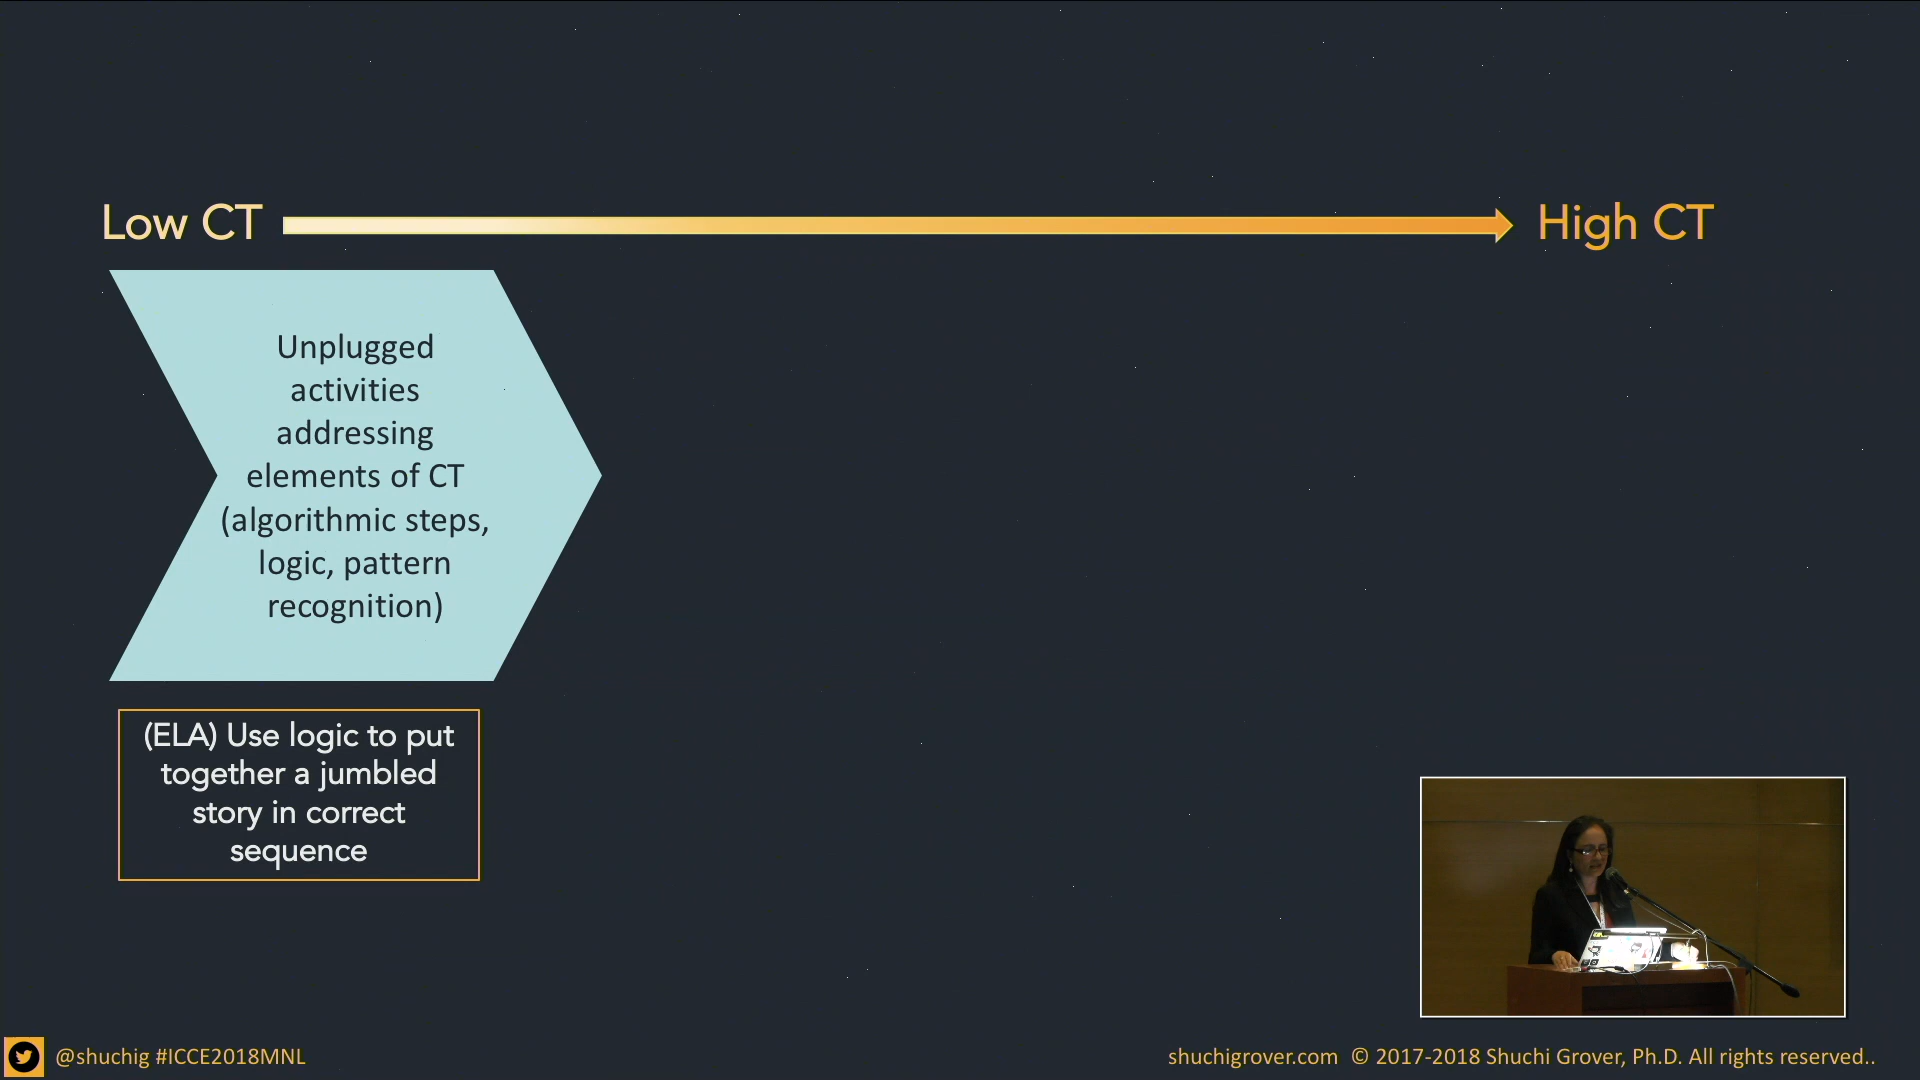 Low CT
High CT
Unplugged
activities
addressing
elements of CT
(algorithmic steps,
logic, pattern
recognition)
(ELA) Use logic to put
together a jumbled
story in correct
sequence
@shuchig #ICCE2018MNL
shuchigrover.com © 2017-2018 Shuchi Grover, Ph.D. All rights reserved..